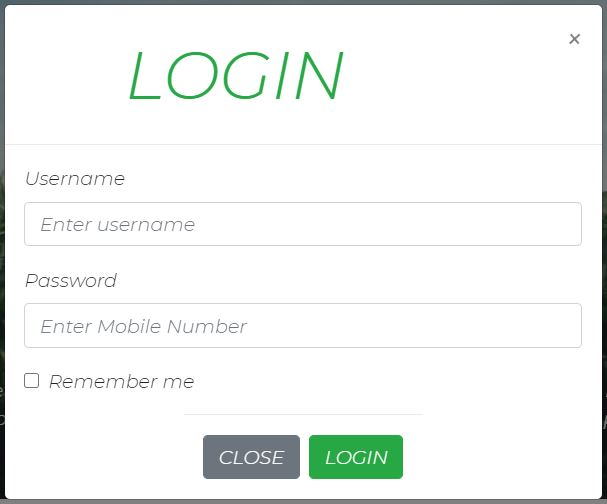 LOGIN
×
Username
Enter username
Password
Enter Mobile Number
Remember me
CLOSE LOGIN